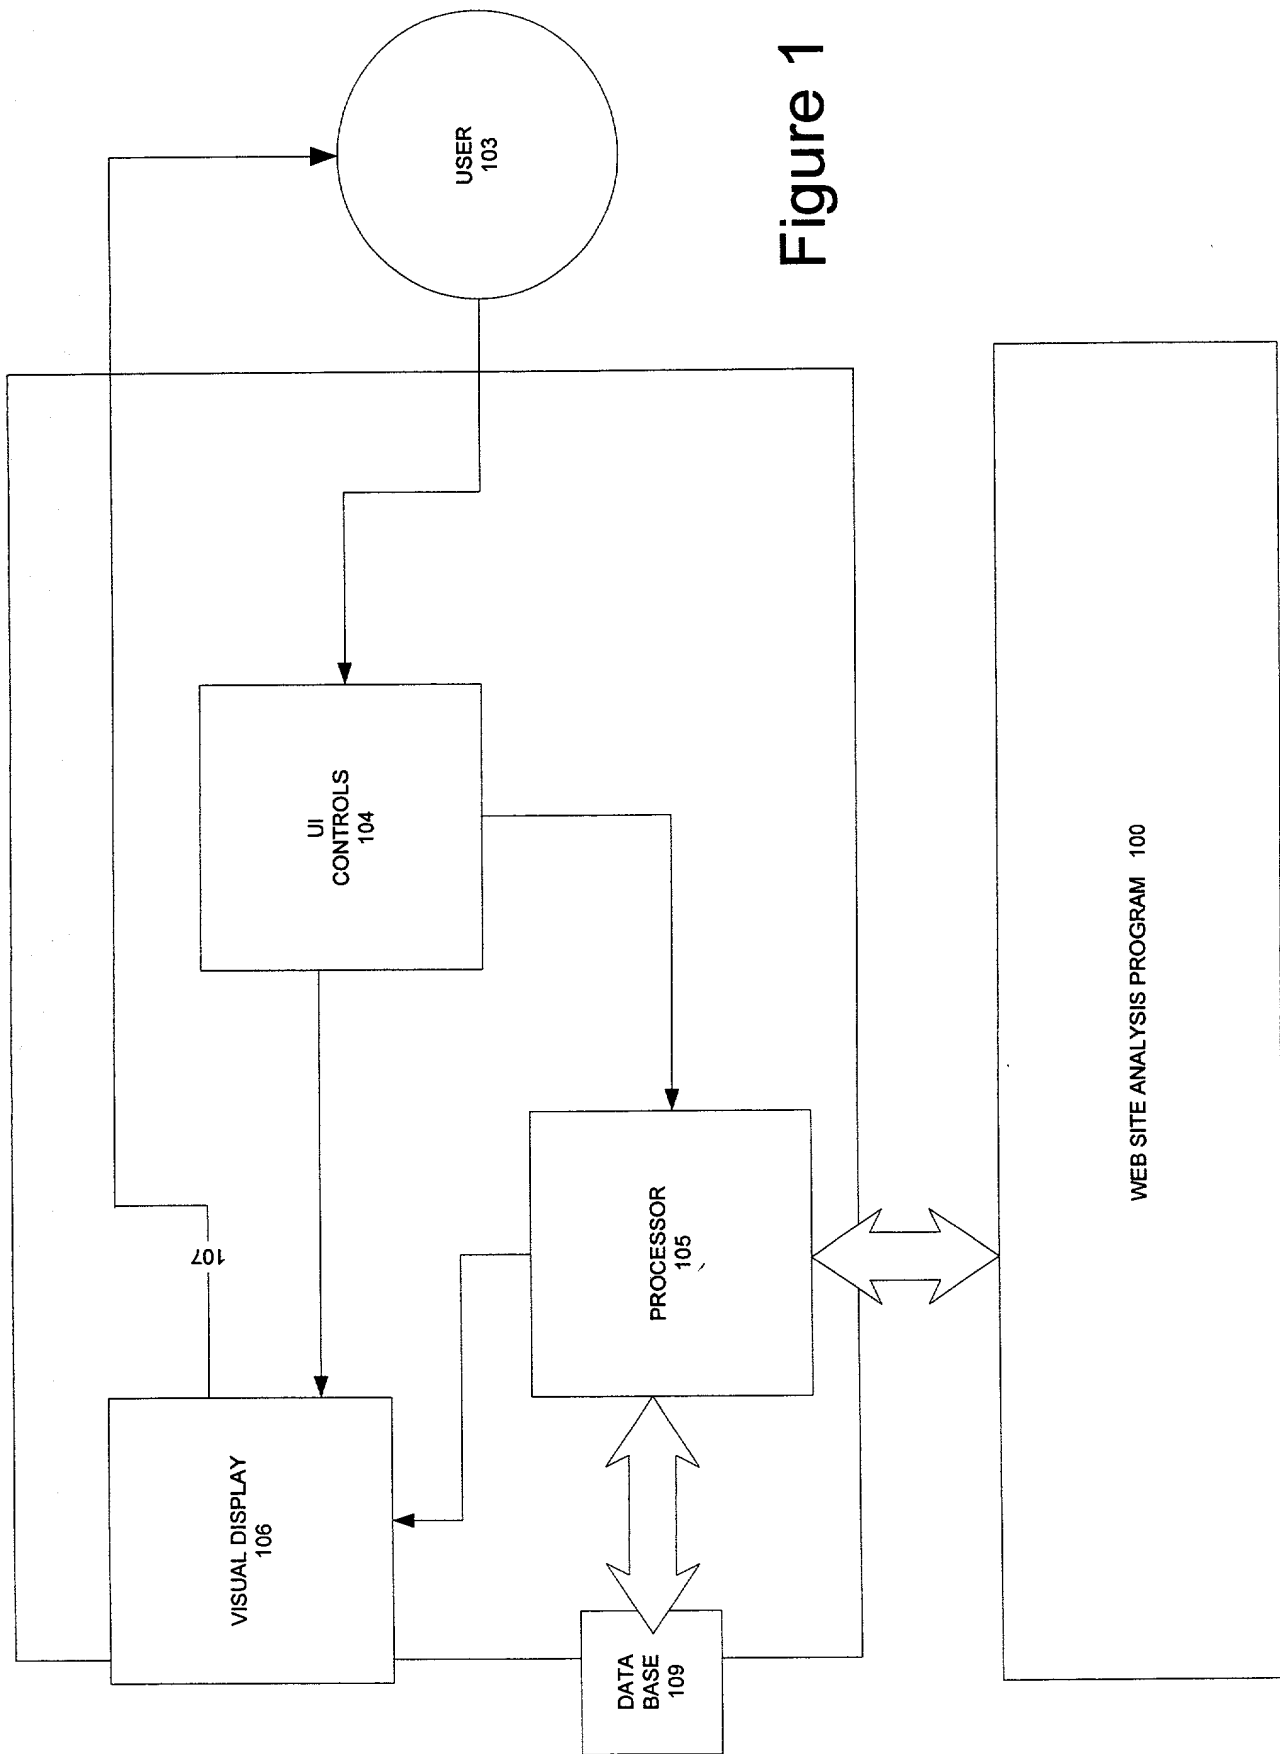 VISUAL DISPLAY
106
107
UI
CONTROLS
104
USER
103
DATA
BASE
109
PROCESSOR
105
Figure 1
WEB SITE ANALYSIS PROGRAM 100